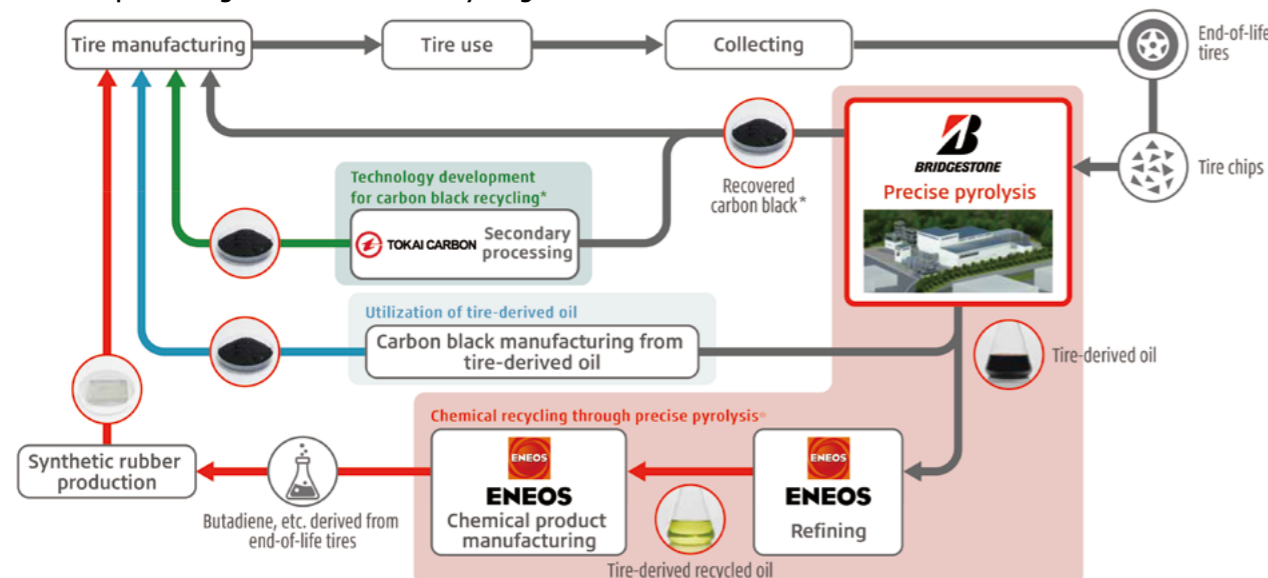 Tire manufacturing
Tire use
Collecting
End-of-life
tires
Tire chips
BRIDGESTONE
Precise pyrolysis
Recovered
carbon black*
Technology development
for carbon black recycling*
TOKAI CARBON
Secondary
processing
Utilization of tire-derived oil
Carbon black manufacturing from
tire-derived oil
Tire-derived oil
Chemical recycling through precise pyrolysis
ENEOS
ENEOS
Chemical product
manufacturing
ENEOS
ENEOS
Refining
Tire-derived recycled oil
Butadiene, etc. derived from
end-of-life tires
Synthetic rubber
production